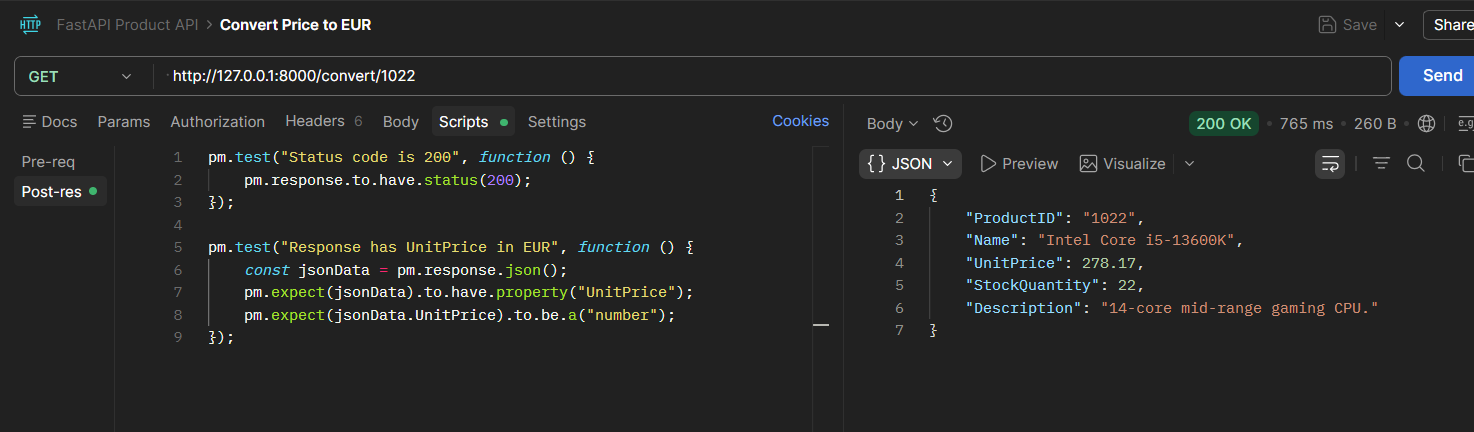 HTTP FastAPI Product API > Convert Price to EUR Save Share
GET http://127.0.0.1:8000/convert/1022 Send
Docs Params Authorization Headers 6 Body Scripts Settings Cookies
Pre-req
Post-res
1 pm.test("Status code is 200", function () {
2 pm.response.to.have.status(200);
3 });
4
5 pm.test("Response has UnitPrice in EUR", function () {
6 const jsonData = pm.response.json();
7 pm.expect(jsonData).to.have.property("UnitPrice");
8 pm.expect(jsonData.UnitPrice).to.be.a("number");
9 });
Body 200 OK • 765 ms • 260 B • e.g
{} JSON Preview Visualize
1 {
2 "ProductID": "1022",
3 "Name": "Intel Core i5-13600K",
4 "UnitPrice": 278.17,
5 "StockQuantity": 22,
6 "Description": "14-core mid-range gaming CPU."
7 }